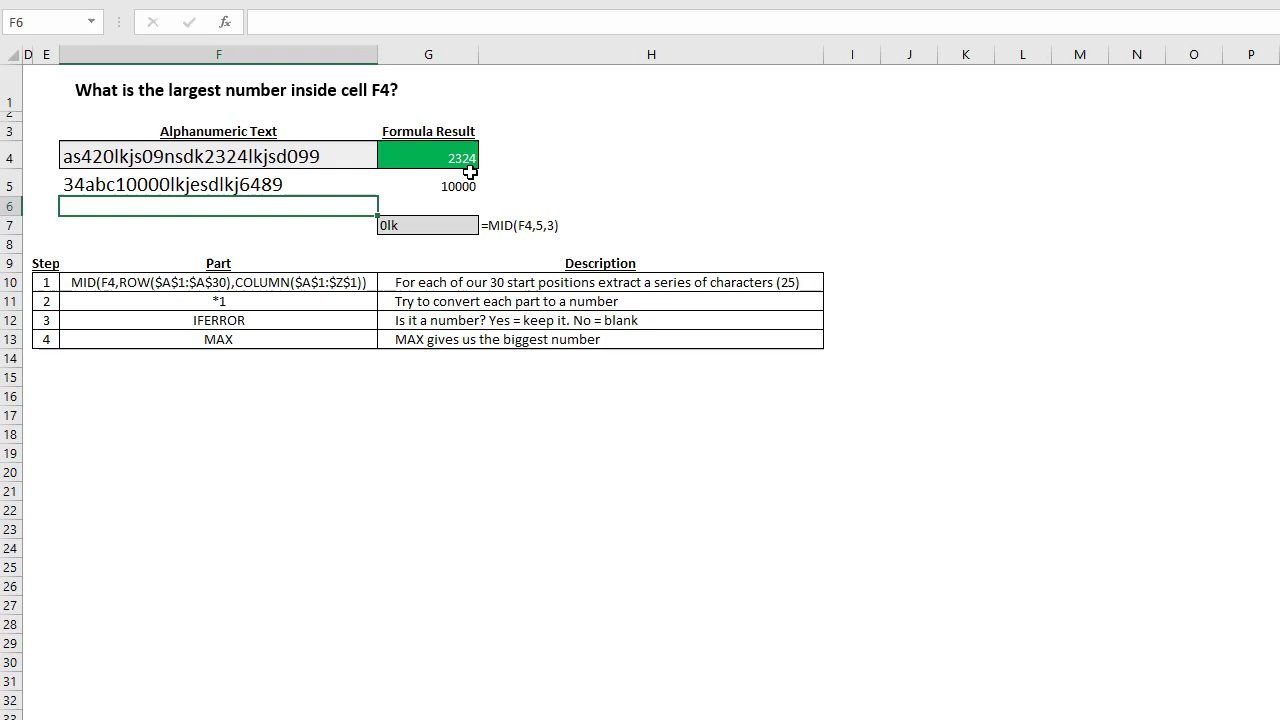 F6 fx
D E F G H I J K L M N O P
1 What is the largest number inside cell F4?
2
3 Alphanumeric Text Formula Result
4 as420lkjs09nsdk2324lkjsd099 2324
5 34abc10000lkjesdlkj6489 10000
6
7 0lk =MID(F4,5,3)
8
9 Step Part Description
10 1 MID(F4,ROW($A$1:$A$30),COLUMN($A$1:$Z$1)) For each of our 30 start positions extract a series of characters (25)
11 2 *1 Try to convert each part to a number
12 3 IFERROR Is it a number? Yes = keep it. No = blank
13 4 MAX MAX gives us the biggest number
14
15
16
17
18
19
20
21
22
23
24
25
26
27
28
29
30
31
32
33